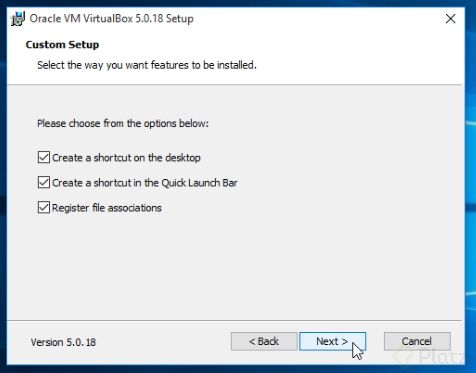 Oracle VM VirtualBox 5.0.18 Setup
Custom Setup
Select the way you want features to be installed.
Please choose from the options below:
Create a shortcut on the desktop
Create a shortcut in the Quick Launch Bar
Register file associations
Version 5.0.18
< Back
Next >
Cancel
Platz